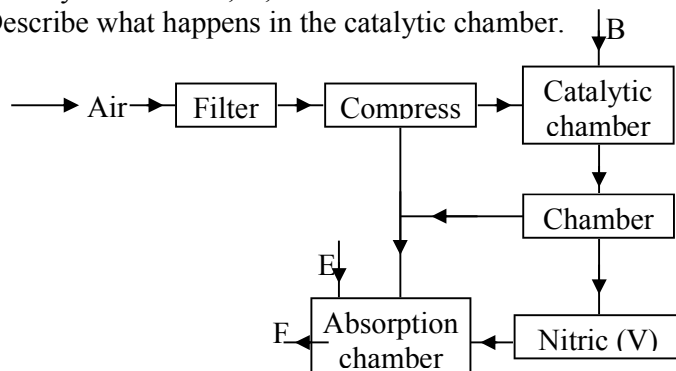 Describe what happens in the catalytic chamber.
B
Air
Filter
Compress
Catalytic
chamber
Chamber
E
F
Absorption
chamber
Nitric (V)